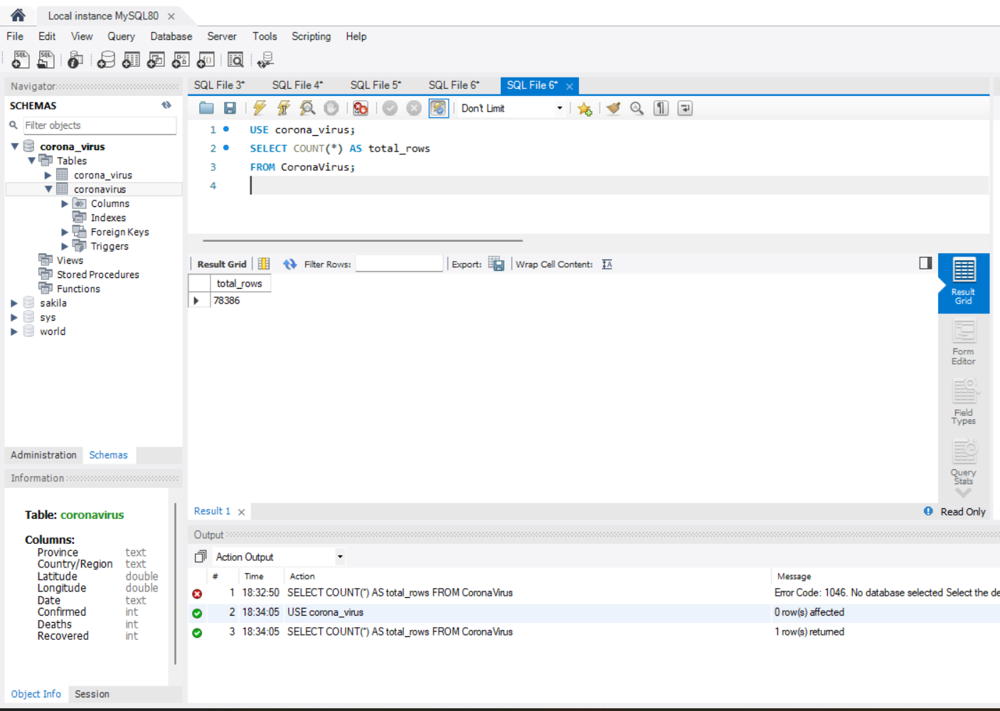 Local instance MySQL80 ×
File Edit View Query Database Server Tools Scripting Help
Navigator
SCHEMAS
Filter objects
corona_virus
Tables
corona_virus
coronavirus
Columns
Indexes
Foreign Keys
Triggers
Views
Stored Procedures
Functions
sakila
sys
world
Administration Schemas
Information
Table: coronavirus
Columns:
Province text
Country/Region text
Latitude double
Longitude double
Date text
Confirmed int
Deaths int
Recovered int
Object Info Session
SQL File 3* SQL File 4* SQL File 5* SQL File 6* SQL File 6* ×
Don't Limit
1 USE corona_virus;
2 SELECT COUNT(*) AS total_rows
3 FROM CoronaVirus;
4
Result Grid Filter Rows: Export: Wrap Cell Content:
total_rows
78386
Result Grid
Form Editor
Field Types
Query Stats
Result 1 × Read Only
Output
Action Output
# Time Action Message
1 18:32:50 SELECT COUNT(*) AS total_rows FROM CoronaVirus Error Code: 1046. No database selected Select the de
2 18:34:05 USE corona_virus 0 row(s) affected
3 18:34:05 SELECT COUNT(*) AS total_rows FROM CoronaVirus 1 row(s) returned